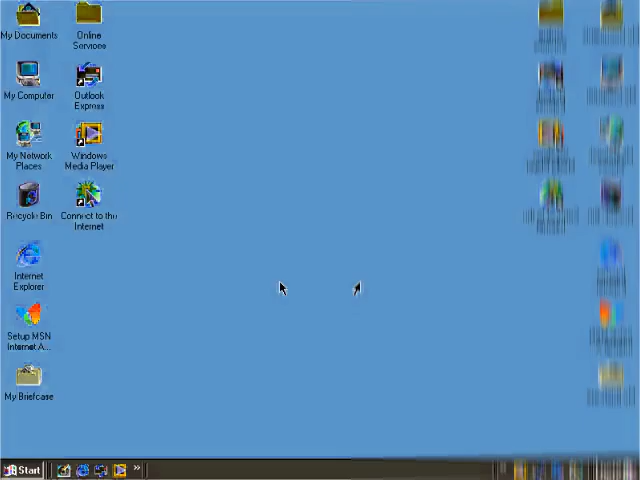 My Documents
Online
Services
My Computer
Outlook
Express
My Network
Places
Windows
Media Player
Recycle Bin
Connect to the
Internet
Internet
Explorer
Setup MSN
Internet A...
My Briefcase
Start